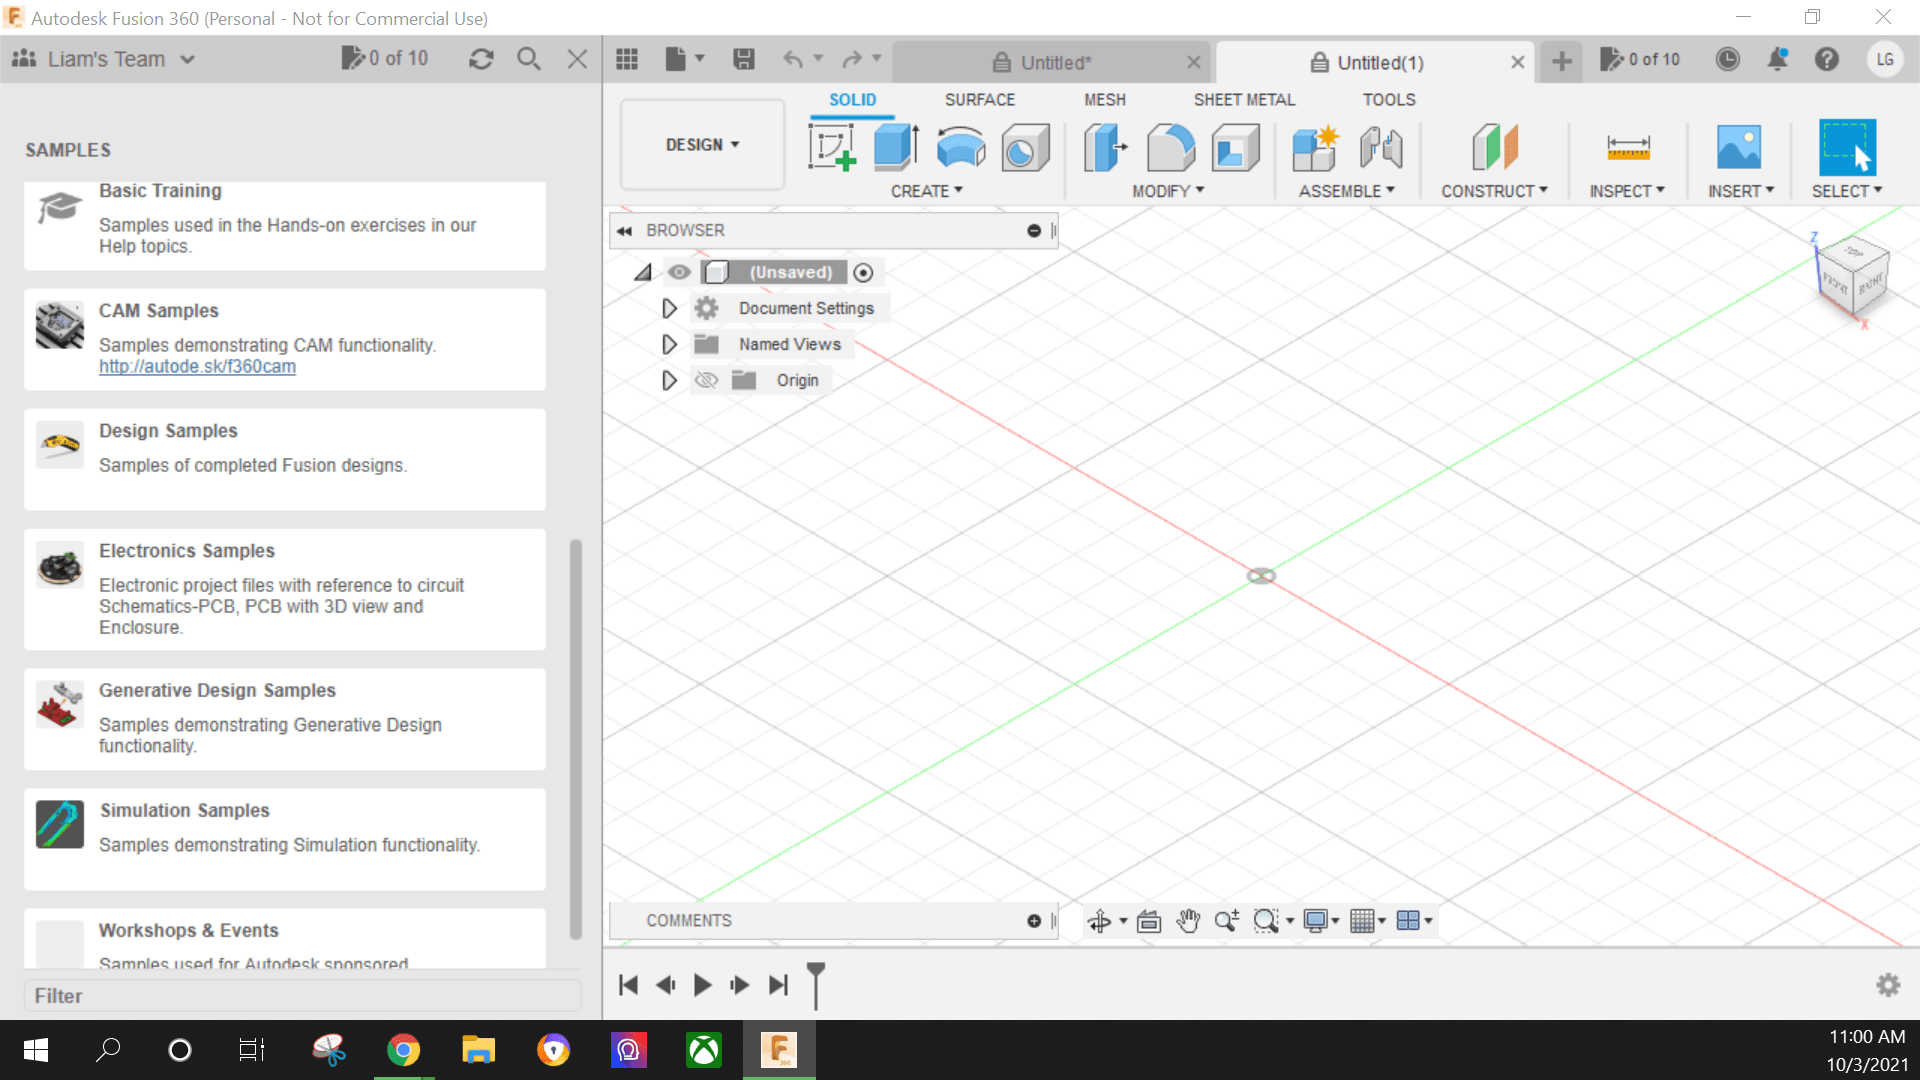 Autodesk Fusion 360 (Personal - Not for Commercial Use)
Liam's Team
0 of 10
Untitled*
Untitled(1)
0 of 10
LG
SAMPLES
Basic Training
Samples used in the Hands-on exercises in our
Help topics.
CAM Samples
Samples demonstrating CAM functionality.
http://autode.sk/f360cam
Design Samples
Samples of completed Fusion designs.
Electronics Samples
Electronic project files with reference to circuit
Schematics-PCB, PCB with 3D view and
Enclosure.
Generative Design Samples
Samples demonstrating Generative Design
functionality.
Simulation Samples
Samples demonstrating Simulation functionality.
Workshops & Events
Samples used for Autodesk sponsored
Filter
DESIGN
SOLID
SURFACE
MESH
SHEET METAL
TOOLS
CREATE
MODIFY
ASSEMBLE
CONSTRUCT
INSPECT
INSERT
SELECT
BROWSER
(Unsaved)
Document Settings
Named Views
Origin
Z
TOP
FRONT
RIGHT
X
COMMENTS
11:00 AM
10/3/2021